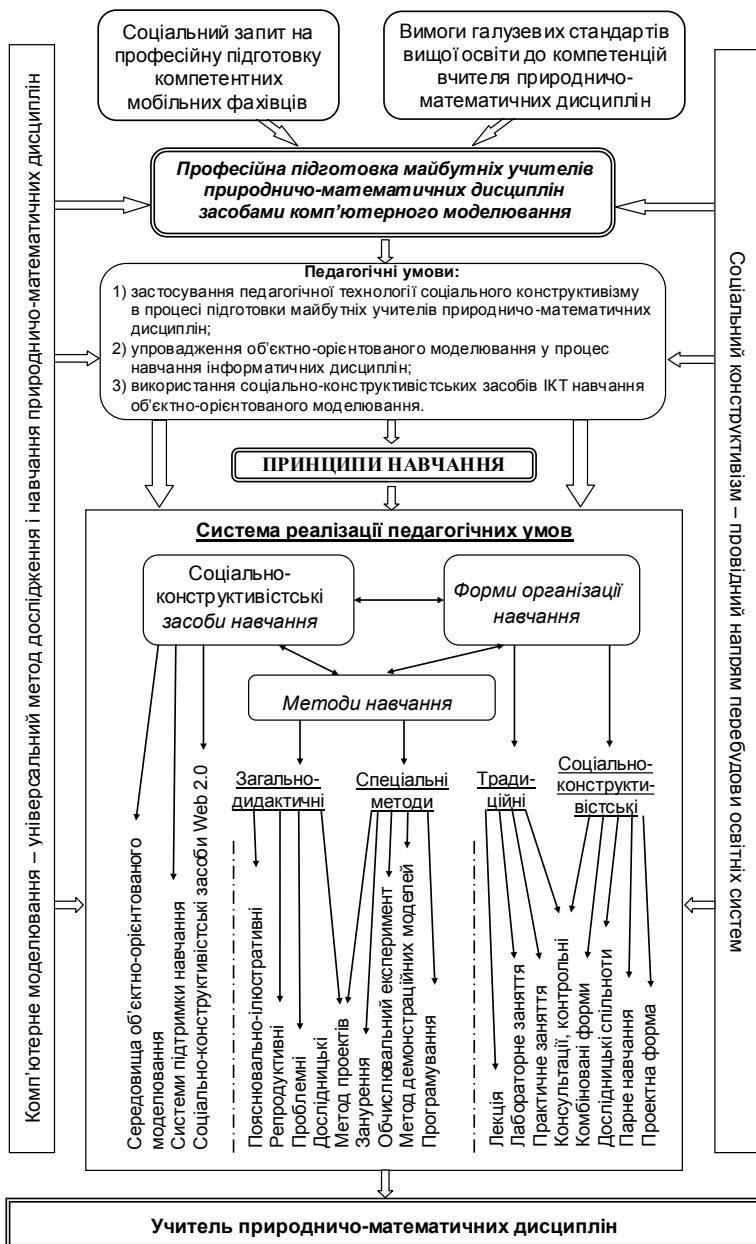 Соціальний запит на
професійну підготовку
компетентних
мобільних фахівців
Вимоги галузевих стандартів
вищої освіти до компетенцій
вчителя природничо-
математичних дисциплін
Професійна підготовка майбутніх учителів
природничо-математичних дисциплін
засобами комп’ютерного моделювання
Педагогічні умови:
1) застосування педагогічної технології соціального конструктивізму
в процесі підготовки майбутніх учителів природничо-математичних
дисциплін;
2) упровадження об’єктно-орієнтованого моделювання у процес
навчання інформатичних дисциплін;
3) використання соціально-конструктивістських засобів ІКТ навчання
об’єктно-орієнтованого моделювання.
ПРИНЦИПИ НАВЧАННЯ
Система реалізації педагогічних умов
Соціально-
конструктивістські
засоби навчання
Форми організації
навчання
Методи навчання
Загально-
дидактичні
Спеціальні
методи
Тради-
ційні
Соціально-
конструкти-
вістські
Середовища об’єктно-орієнтованого
моделювання
Системи підтримки навчання
Соціально-конструктивістські засоби Web 2.0
Пояснювально-ілюстративні
Репродуктивні
Проблемні
Дослідницькі
Метод проектів
Занурення
Обчислювальний експеримент
Метод демонстраційних моделей
Програмування
Лекція
Лабораторне заняття
Практичне заняття
Консультації, контрольні
Комбіновані форми
Дослідницькі спільноти
Парне навчання
Проектна форма
Комп’ютерне моделювання – універсальний метод дослідження і навчання природничо-математичних дисциплін
Соціальний конструктивізм – провідний напрям перебудови освітніх систем
Учитель природничо-математичних дисциплін